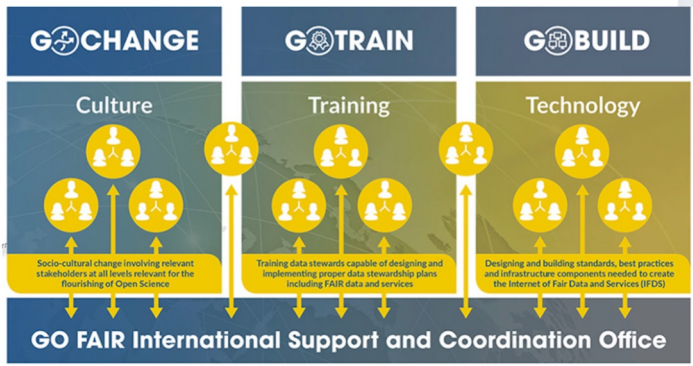 GO CHANGE
GO TRAIN
GO BUILD
Culture
Training
Technology
Socio-cultural change involving relevant
stakeholders at all levels relevant for the
flourishing of Open Science
Training data stewards capable of designing and
implementing proper data stewardship plans
including FAIR data and services
Designing and building standards, best practices
and infrastructure components needed to create
the Internet of Fair Data and Services (IFDS)
GO FAIR International Support and Coordination Office